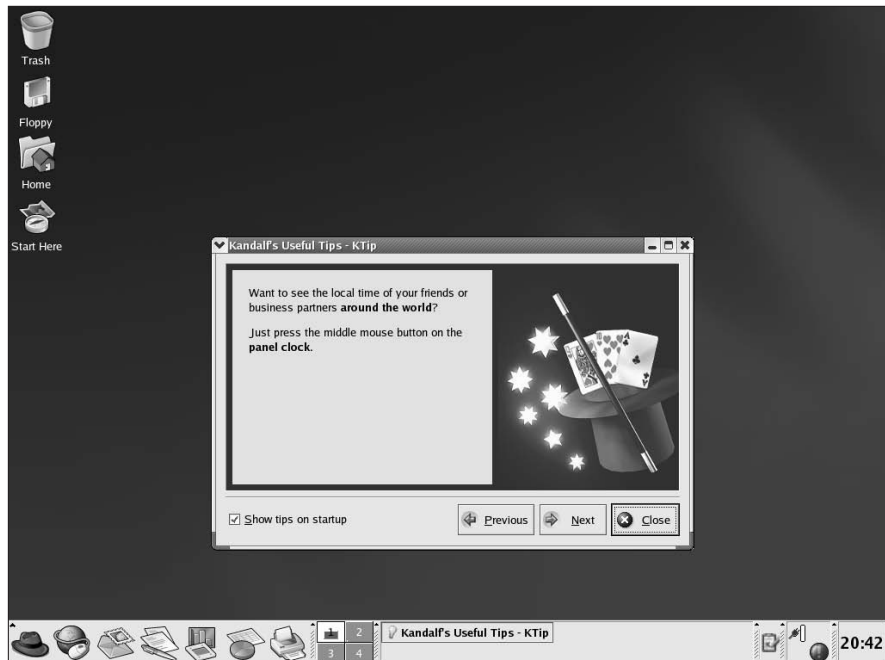 Trash
Floppy
Home
Start Here
Kandalf's Useful Tips - KTip
Want to see the local time of your friends or
business partners around the world?
Just press the middle mouse button on the
panel clock.
Show tips on startup
Previous
Next
Close
1 2
3 4
Kandalf's Useful Tips - KTip
20:42